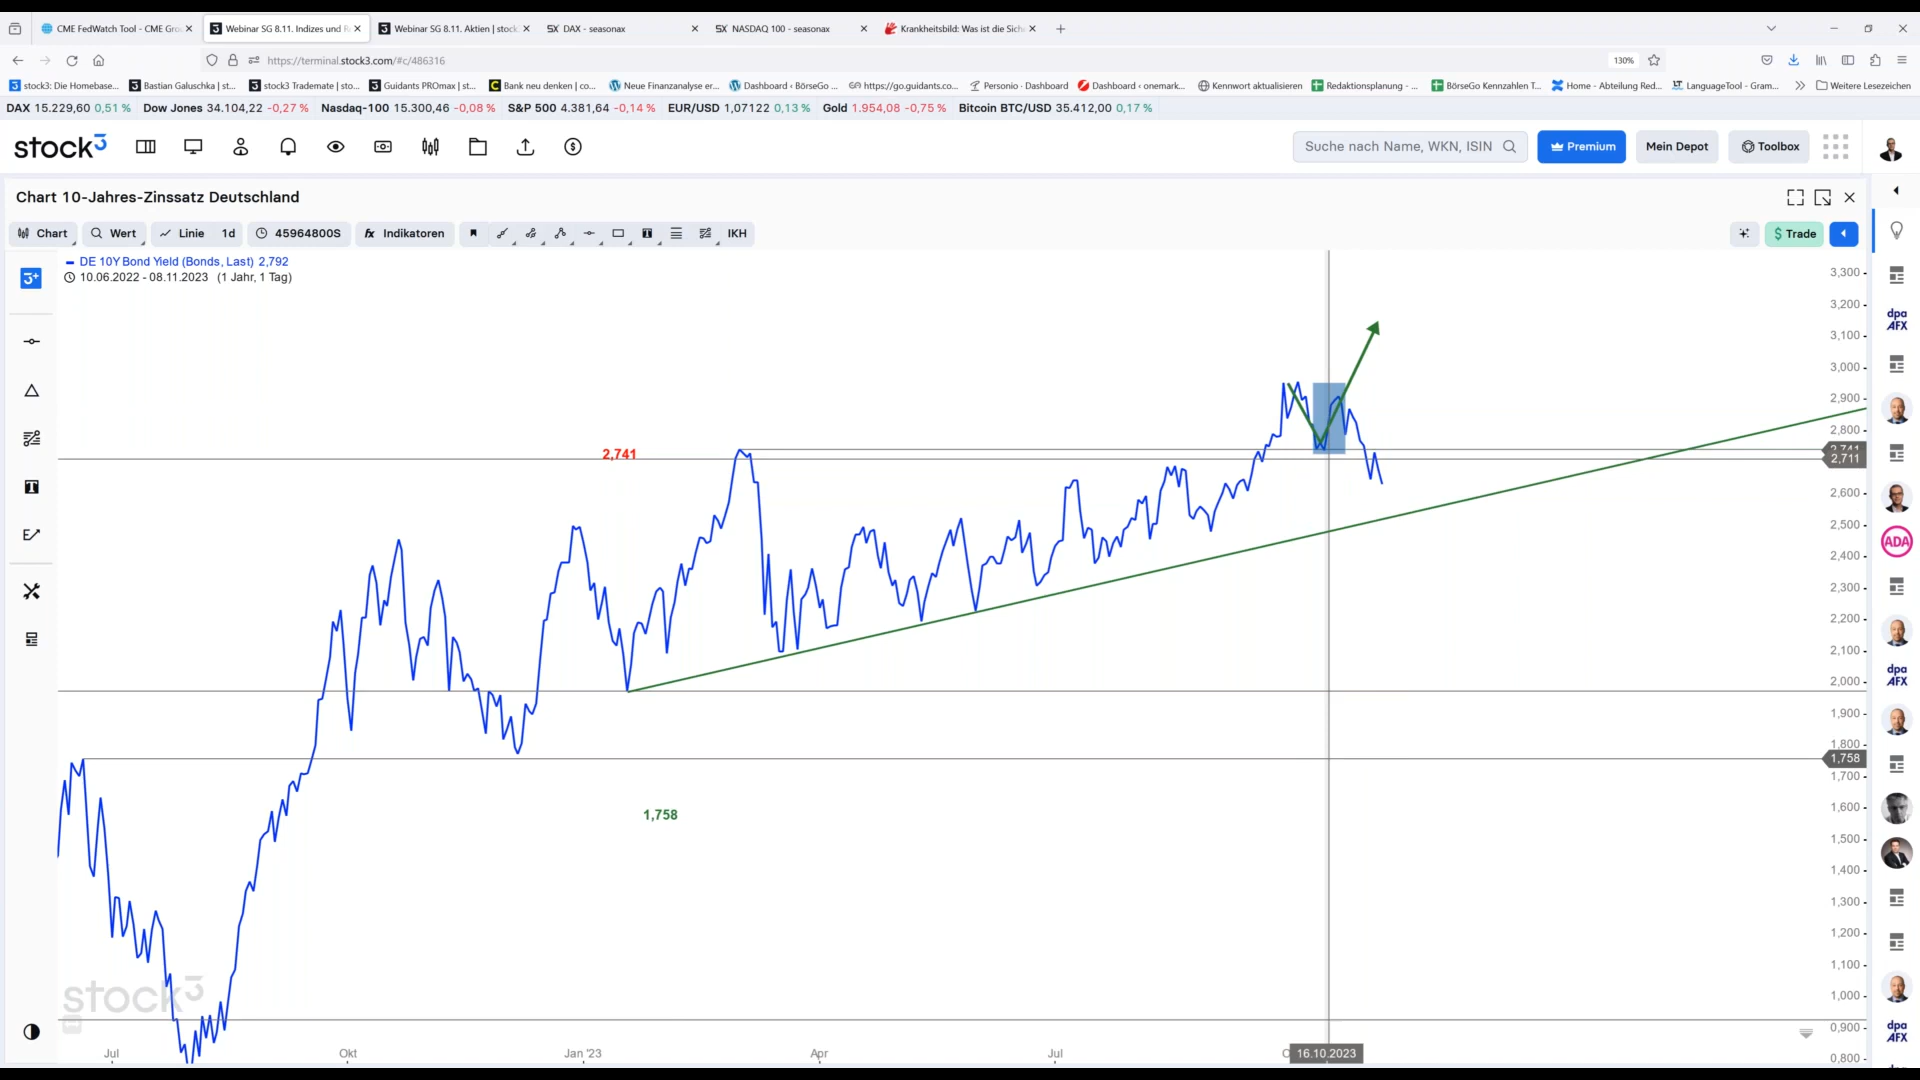 CME FedWatch Tool - CME Gro
Webinar SG 8.11. Indizes und R
Webinar SG 8.11. Aktien | stock
DAX - seasonax
NASDAQ 100 - seasonax
Krankheitsbild: Was ist die Sich
https://terminal.stock3.com/#c/486316
130%
stock3: Die Homebase...
Bastian Galuschka | st...
stock3 Tradematе | sto...
Guidants PROmax | st...
Bank neu denken | co...
Neue Finanzanalyse er...
Dashboard ‹ BörseGo ...
https://go.guidants.co...
Personio · Dashboard
Dashboard ‹ onemark...
Kennwort aktualisieren
Redaktionsplanung - ...
BörseGo Kennzahlen T...
Home - Abteilung Red...
LanguageTool - Gram...
Weitere Lesezeichen
DAX 15.229,60 0,51 % Dow Jones 34.104,22 -0,27 % Nasdaq-100 15.300,46 -0,08 % S&P 500 4.381,64 -0,14 % EUR/USD 1,07122 0,13 % Gold 1.954,08 -0,75 % Bitcoin BTC/USD 35.412,00 0,17 %
stock3
Suche nach Name, WKN, ISIN
Premium
Mein Depot
Toolbox
Chart 10-Jahres-Zinssatz Deutschland
Chart
Wert
Linie
1d
45964800S
fx Indikatoren
IKH
$ Trade
DE 10Y Bond Yield (Bonds, Last) 2,792
10.06.2022 - 08.11.2023 (1 Jahr, 1 Tag)
3,300
3,200
3,100
3,000
2,900
2,800
2,741
2,711
2,600
2,500
2,400
2,300
2,200
2,100
2,000
1,900
1,800
1,758
1,700
1,600
1,500
1,400
1,300
1,200
1,100
1,000
0,900
0,800
2,741
1,758
stock3
Jul
Okt
Jan '23
Apr
Jul
16.10.2023
dpa
AFX
ADA
dpa
AFX
dpa
AFX